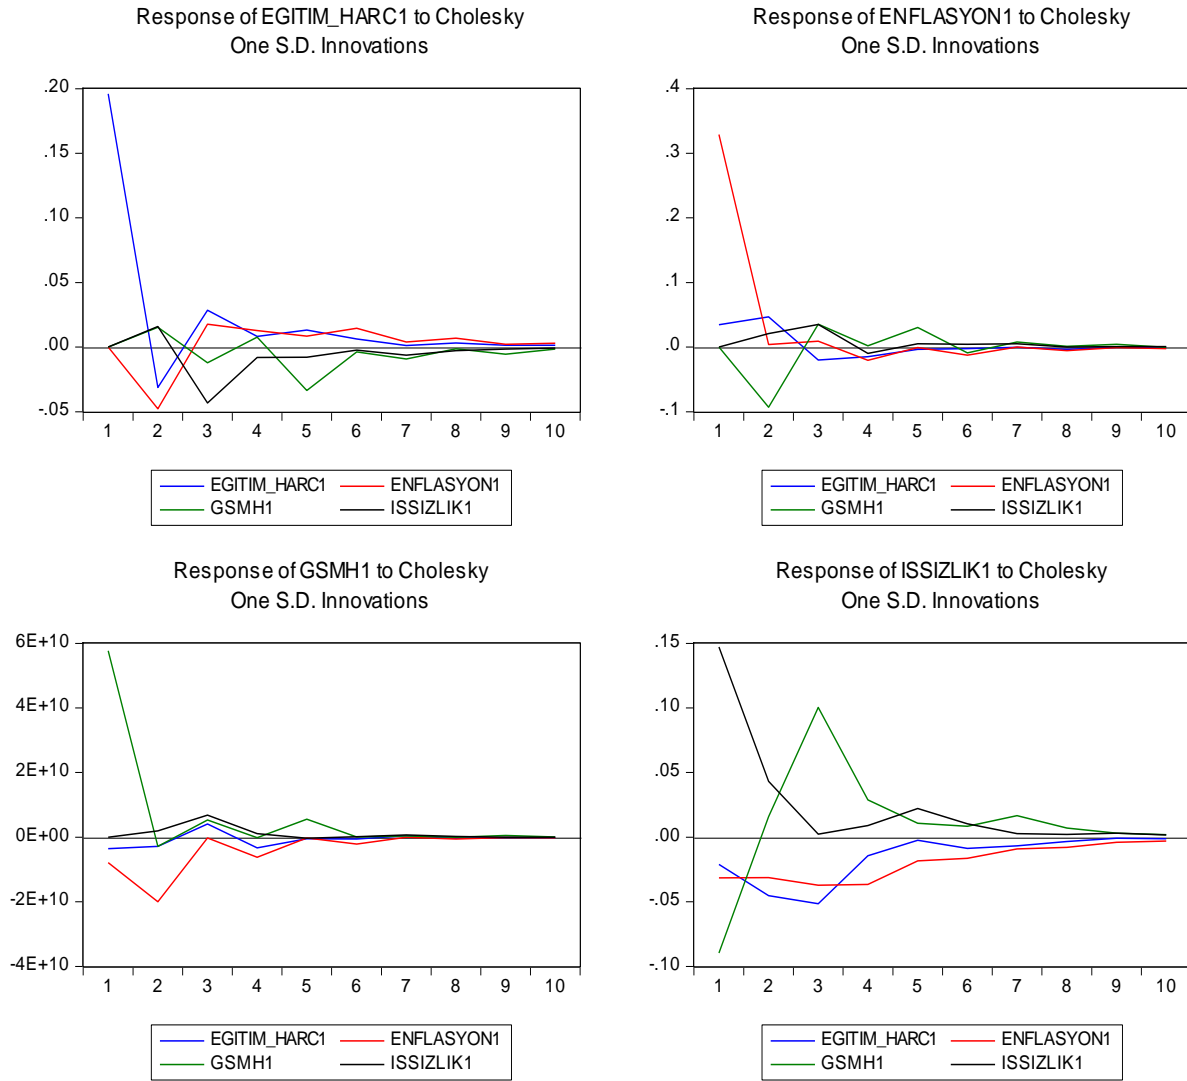 Response of EGITIM_HARC1 to Cholesky
One S.D. Innovations
.20
.15
.10
.05
.00
-.05
1 2 3 4 5 6 7 8 9 10
EGITIM_HARC1 ENFLASYON1
GSMH1 ISSIZLIK1
Response of ENFLASYON1 to Cholesky
One S.D. Innovations
.4
.3
.2
.1
.0
-.1
1 2 3 4 5 6 7 8 9 10
EGITIM_HARC1 ENFLASYON1
GSMH1 ISSIZLIK1
Response of GSMH1 to Cholesky
One S.D. Innovations
6E+10
4E+10
2E+10
0E+00
-2E+10
-4E+10
1 2 3 4 5 6 7 8 9 10
EGITIM_HARC1 ENFLASYON1
GSMH1 ISSIZLIK1
Response of ISSIZLIK1 to Cholesky
One S.D. Innovations
.15
.10
.05
.00
-.05
-.10
1 2 3 4 5 6 7 8 9 10
EGITIM_HARC1 ENFLASYON1
GSMH1 ISSIZLIK1